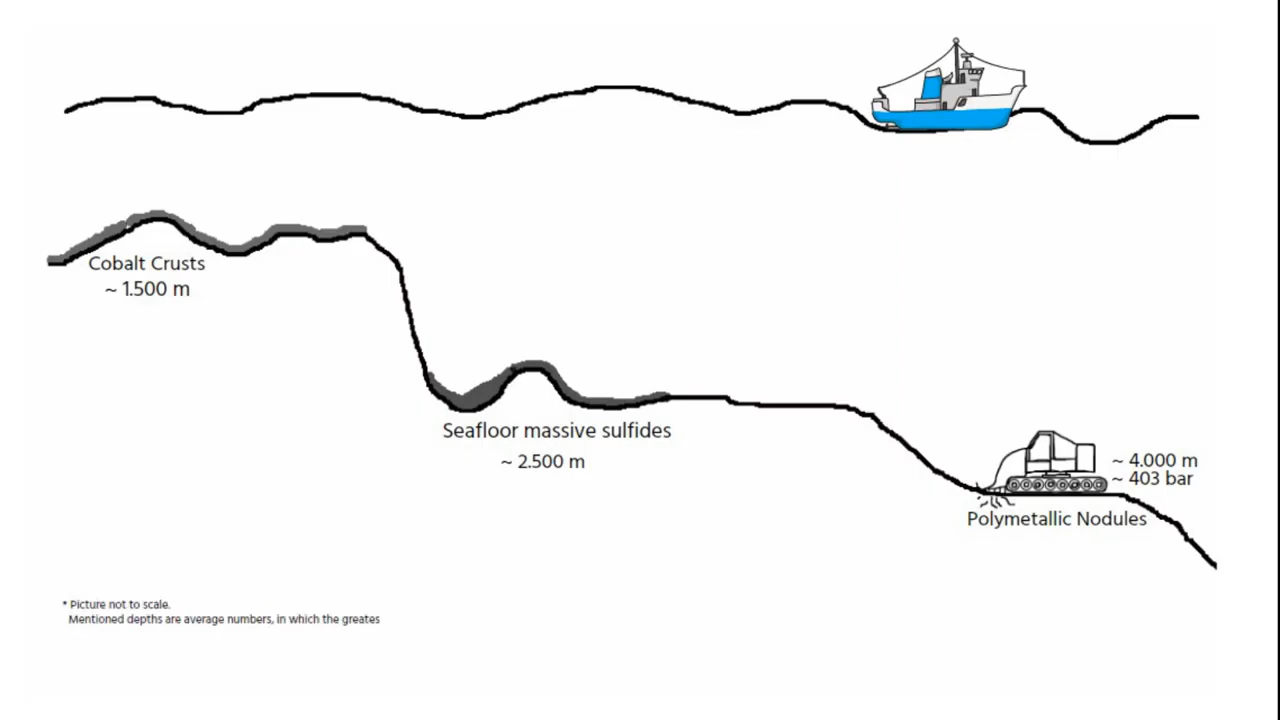 Cobalt Crusts
~ 1.500 m
Seafloor massive sulfides
~ 2.500 m
~ 4.000 m
~ 403 bar
Polymetallic Nodules
* Picture not to scale.
Mentioned depths are average numbers, in which the greates